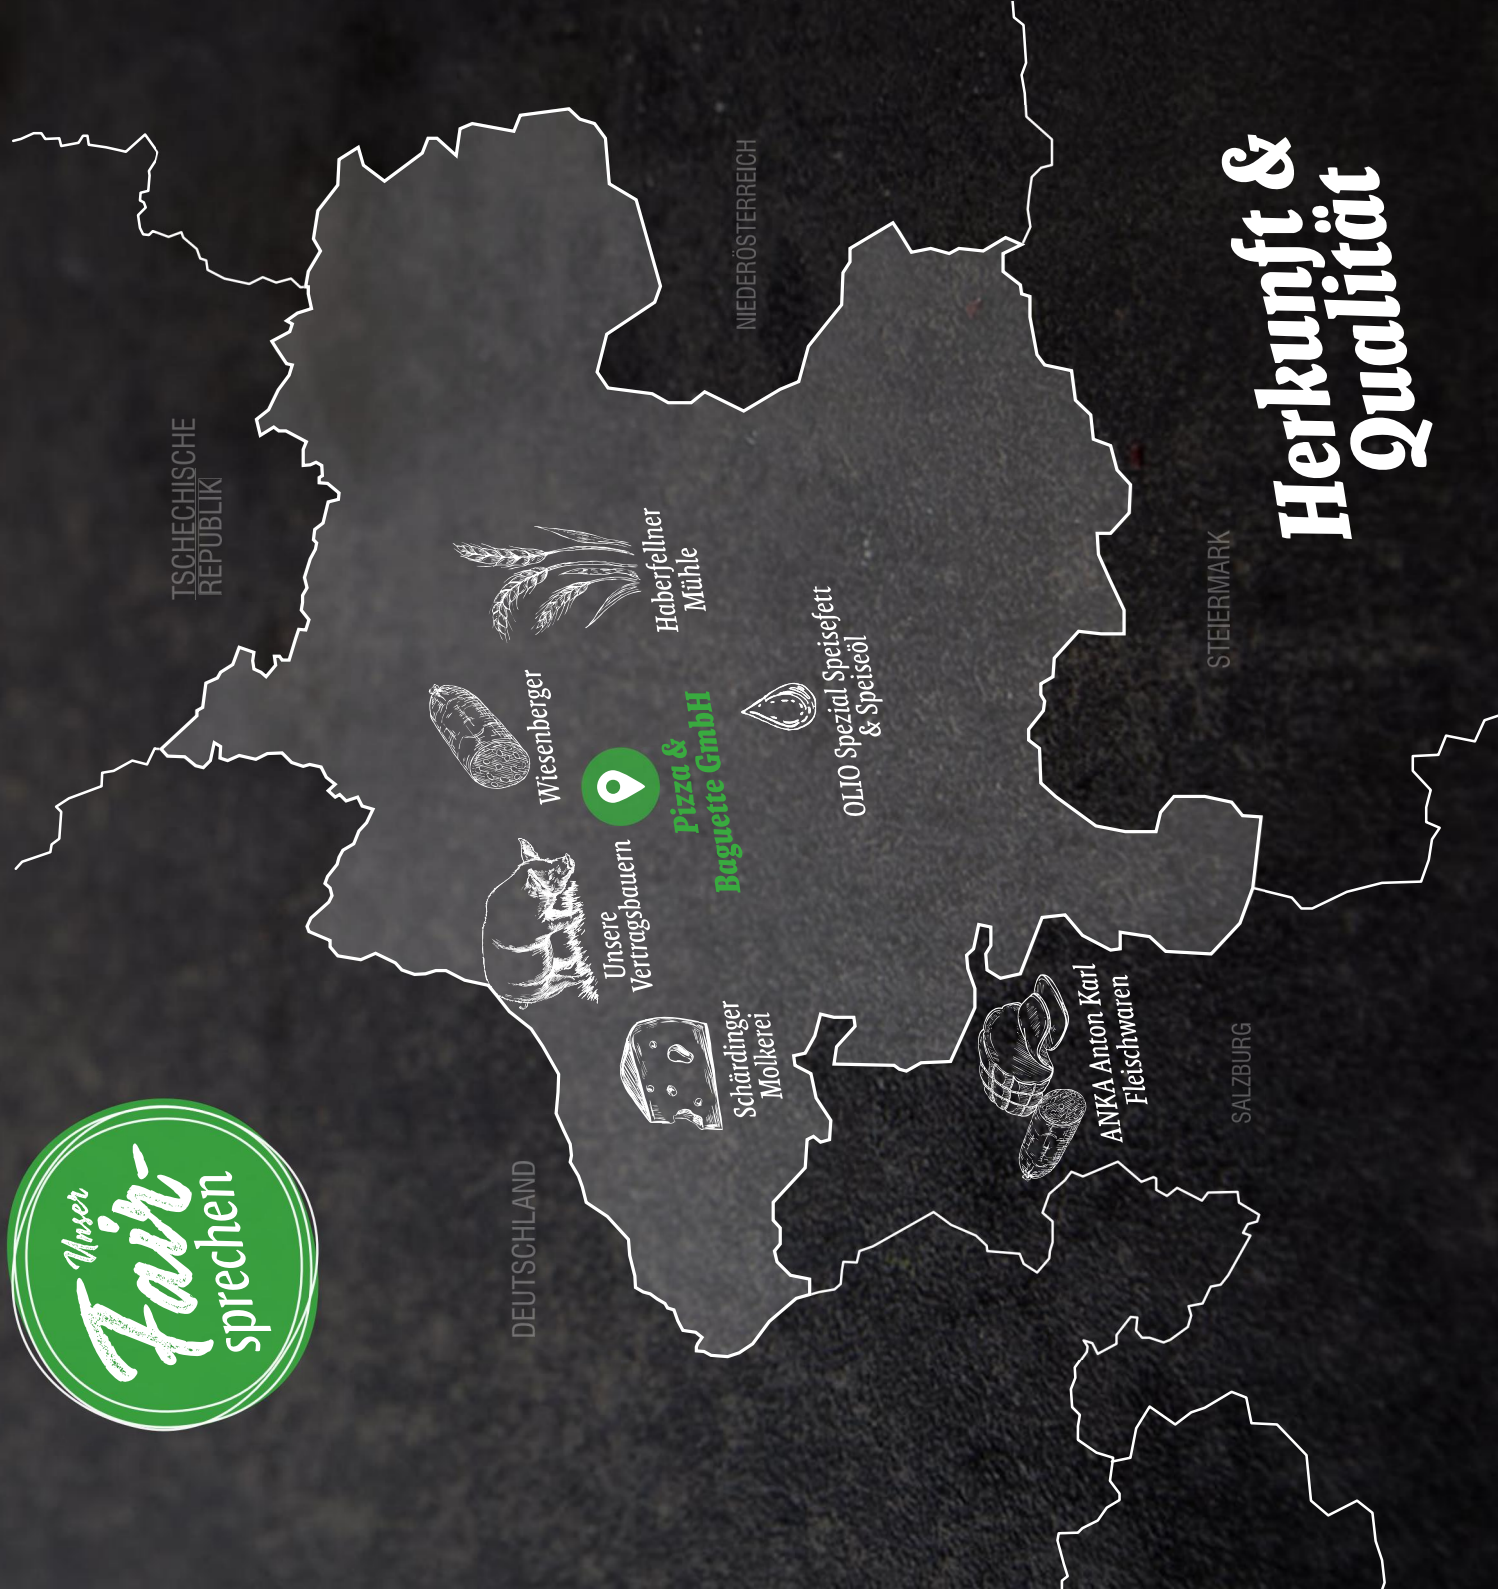 Unser
Fair-
sprechen
TSCHECHISCHE
REPUBLIK
DEUTSCHLAND
NIEDERÖSTERREICH
Wiesenberger
Haberfellner
Mühle
Unsere
Vertragsbauern
Pizza &
Baguette GmbH
Schärdinger
Molkerei
OLIO Spezial Speisefett
& Speiseöl
ANKA Anton Karl
Fleischwaren
SALZBURG
STEIERMARK
Herkunft &
Qualität